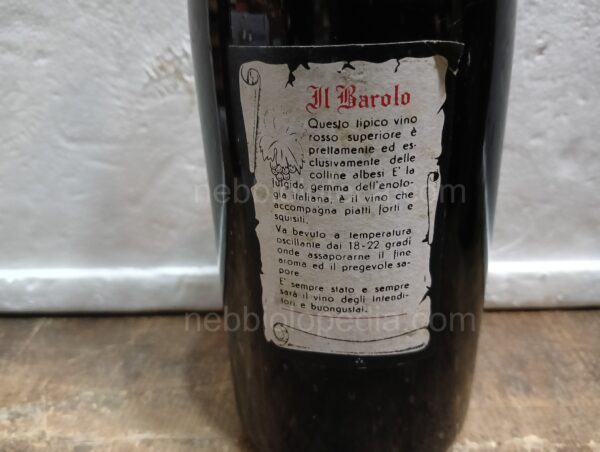 Il Barolo
Questo tipico vino
rosso superiore è
prettamente ed es-
clusivamente delle
colline albesi E' la
fulgida gemma dell'enolo-
gia italiana, è il vino che
accompagna piatti forti e
squisiti.
Va bevuto a temperatura
oscillante dai 18-22 gradi
onde assaporarne il fine
aroma ed il pregevole sa-
pore.
E' sempre stato e sempre
sarà il vino degli intendi-
tori e buongustai.
nebbiolopedia.com
nebbiolopedia.com